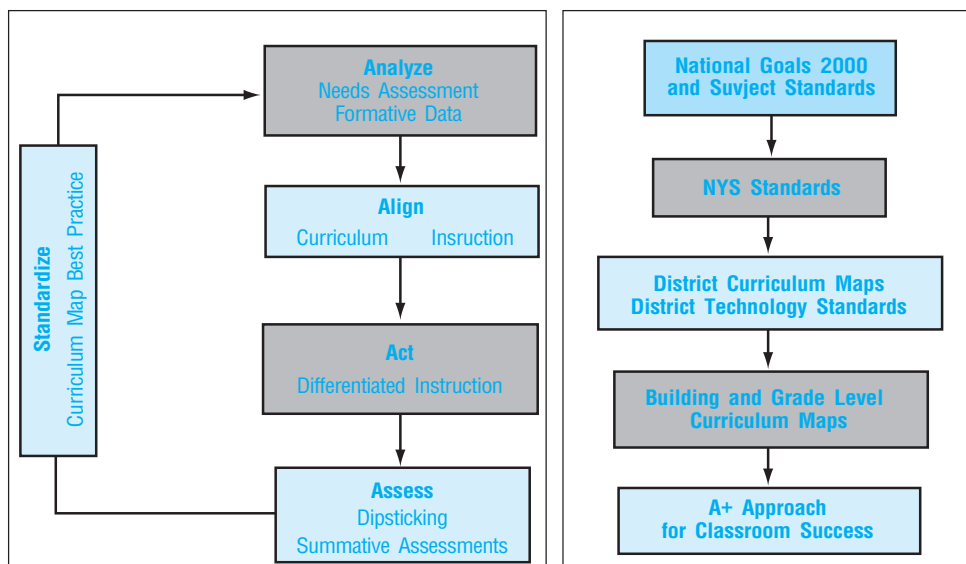 Analyze
Needs Assessment
Formative Data
Align
Curriculum Insruction
Act
Differentiated Instruction
Assess
Dipsticking
Summative Assessments
Standardize
Curriculum Map Best Practice
National Goals 2000
and Suvject Standards
NYS Standards
District Curriculum Maps
District Technology Standards
Building and Grade Level
Curriculum Maps
A+ Approach
for Classroom Success